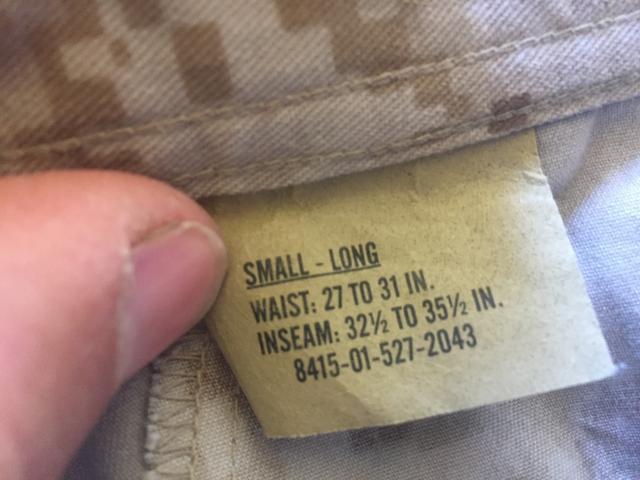 SMALL - LONG
WAIST: 27 TO 31 IN.
INSEAM: 32½ TO 35½ IN.
8415-01-527-2043